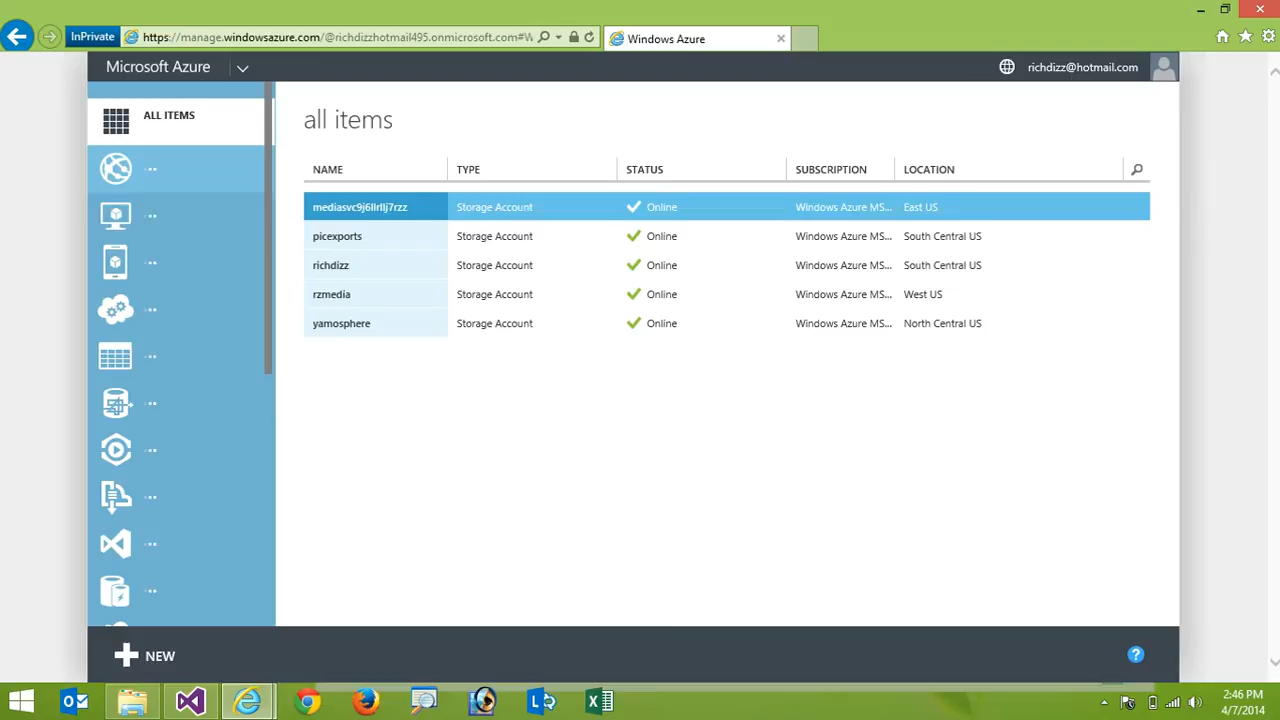 InPrivate https://manage.windowsazure.com/@richdizzhotmail495.onmicrosoft.com#W Windows Azure
Microsoft Azure richdizz@hotmail.com
ALL ITEMS
all items
NAME TYPE STATUS SUBSCRIPTION LOCATION
Storage Account Online Windows Azure MS... East US
picexports Storage Account Online Windows Azure MS... South Central US
richdizz Storage Account Online Windows Azure MS... South Central US
rzmedia Storage Account Online Windows Azure MS... West US
yamosphere Storage Account Online Windows Azure MS... North Central US
NEW ?
2:46 PM
4/7/2014